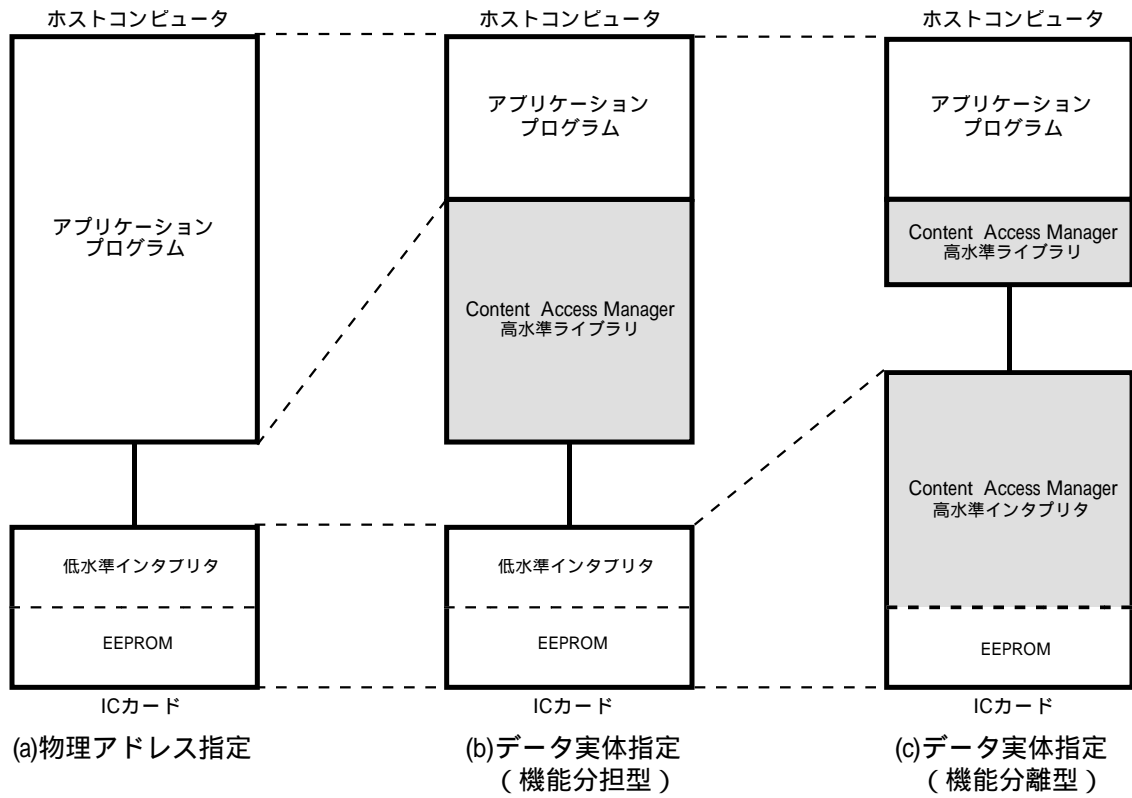 ホストコンピュータ
アプリケーション
プログラム
低水準インタプリタ
EEPROM
ICカード
(a)物理アドレス指定
ホストコンピュータ
アプリケーション
プログラム
Content Access Manager
高水準ライブラリ
低水準インタプリタ
EEPROM
ICカード
(b)データ実体指定
(機能分担型)
ホストコンピュータ
アプリケーション
プログラム
Content Access Manager
高水準ライブラリ
Content Access Manager
高水準インタプリタ
EEPROM
ICカード
(c)データ実体指定
(機能分離型)